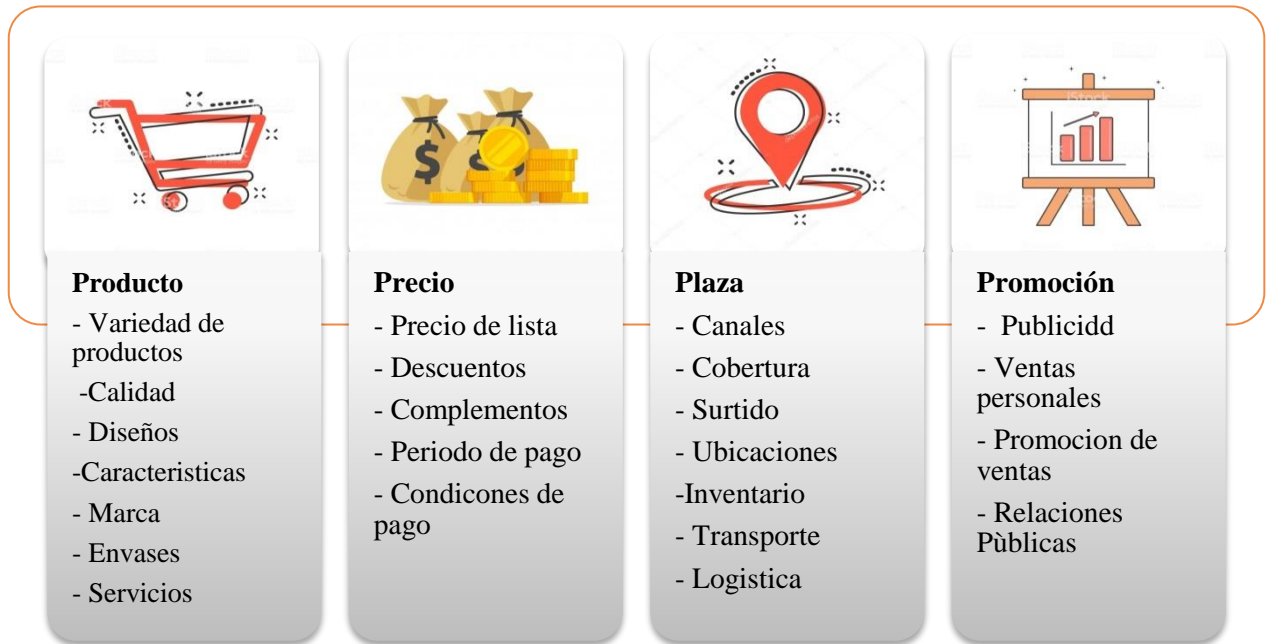 iStock
Producto
- Variedad de
productos
-Calidad
- Diseños
-Caracteristicas
- Marca
- Envases
- Servicios
$
Precio
- Precio de lista
- Descuentos
- Complementos
- Periodo de pago
- Condicones de
pago
Plaza
- Canales
- Cobertura
- Surtido
- Ubicaciones
-Inventario
- Transporte
- Logistica
iStock
Promoción
- Publicidd
- Ventas
personales
- Promocion de
ventas
- Relaciones
Pùblicas